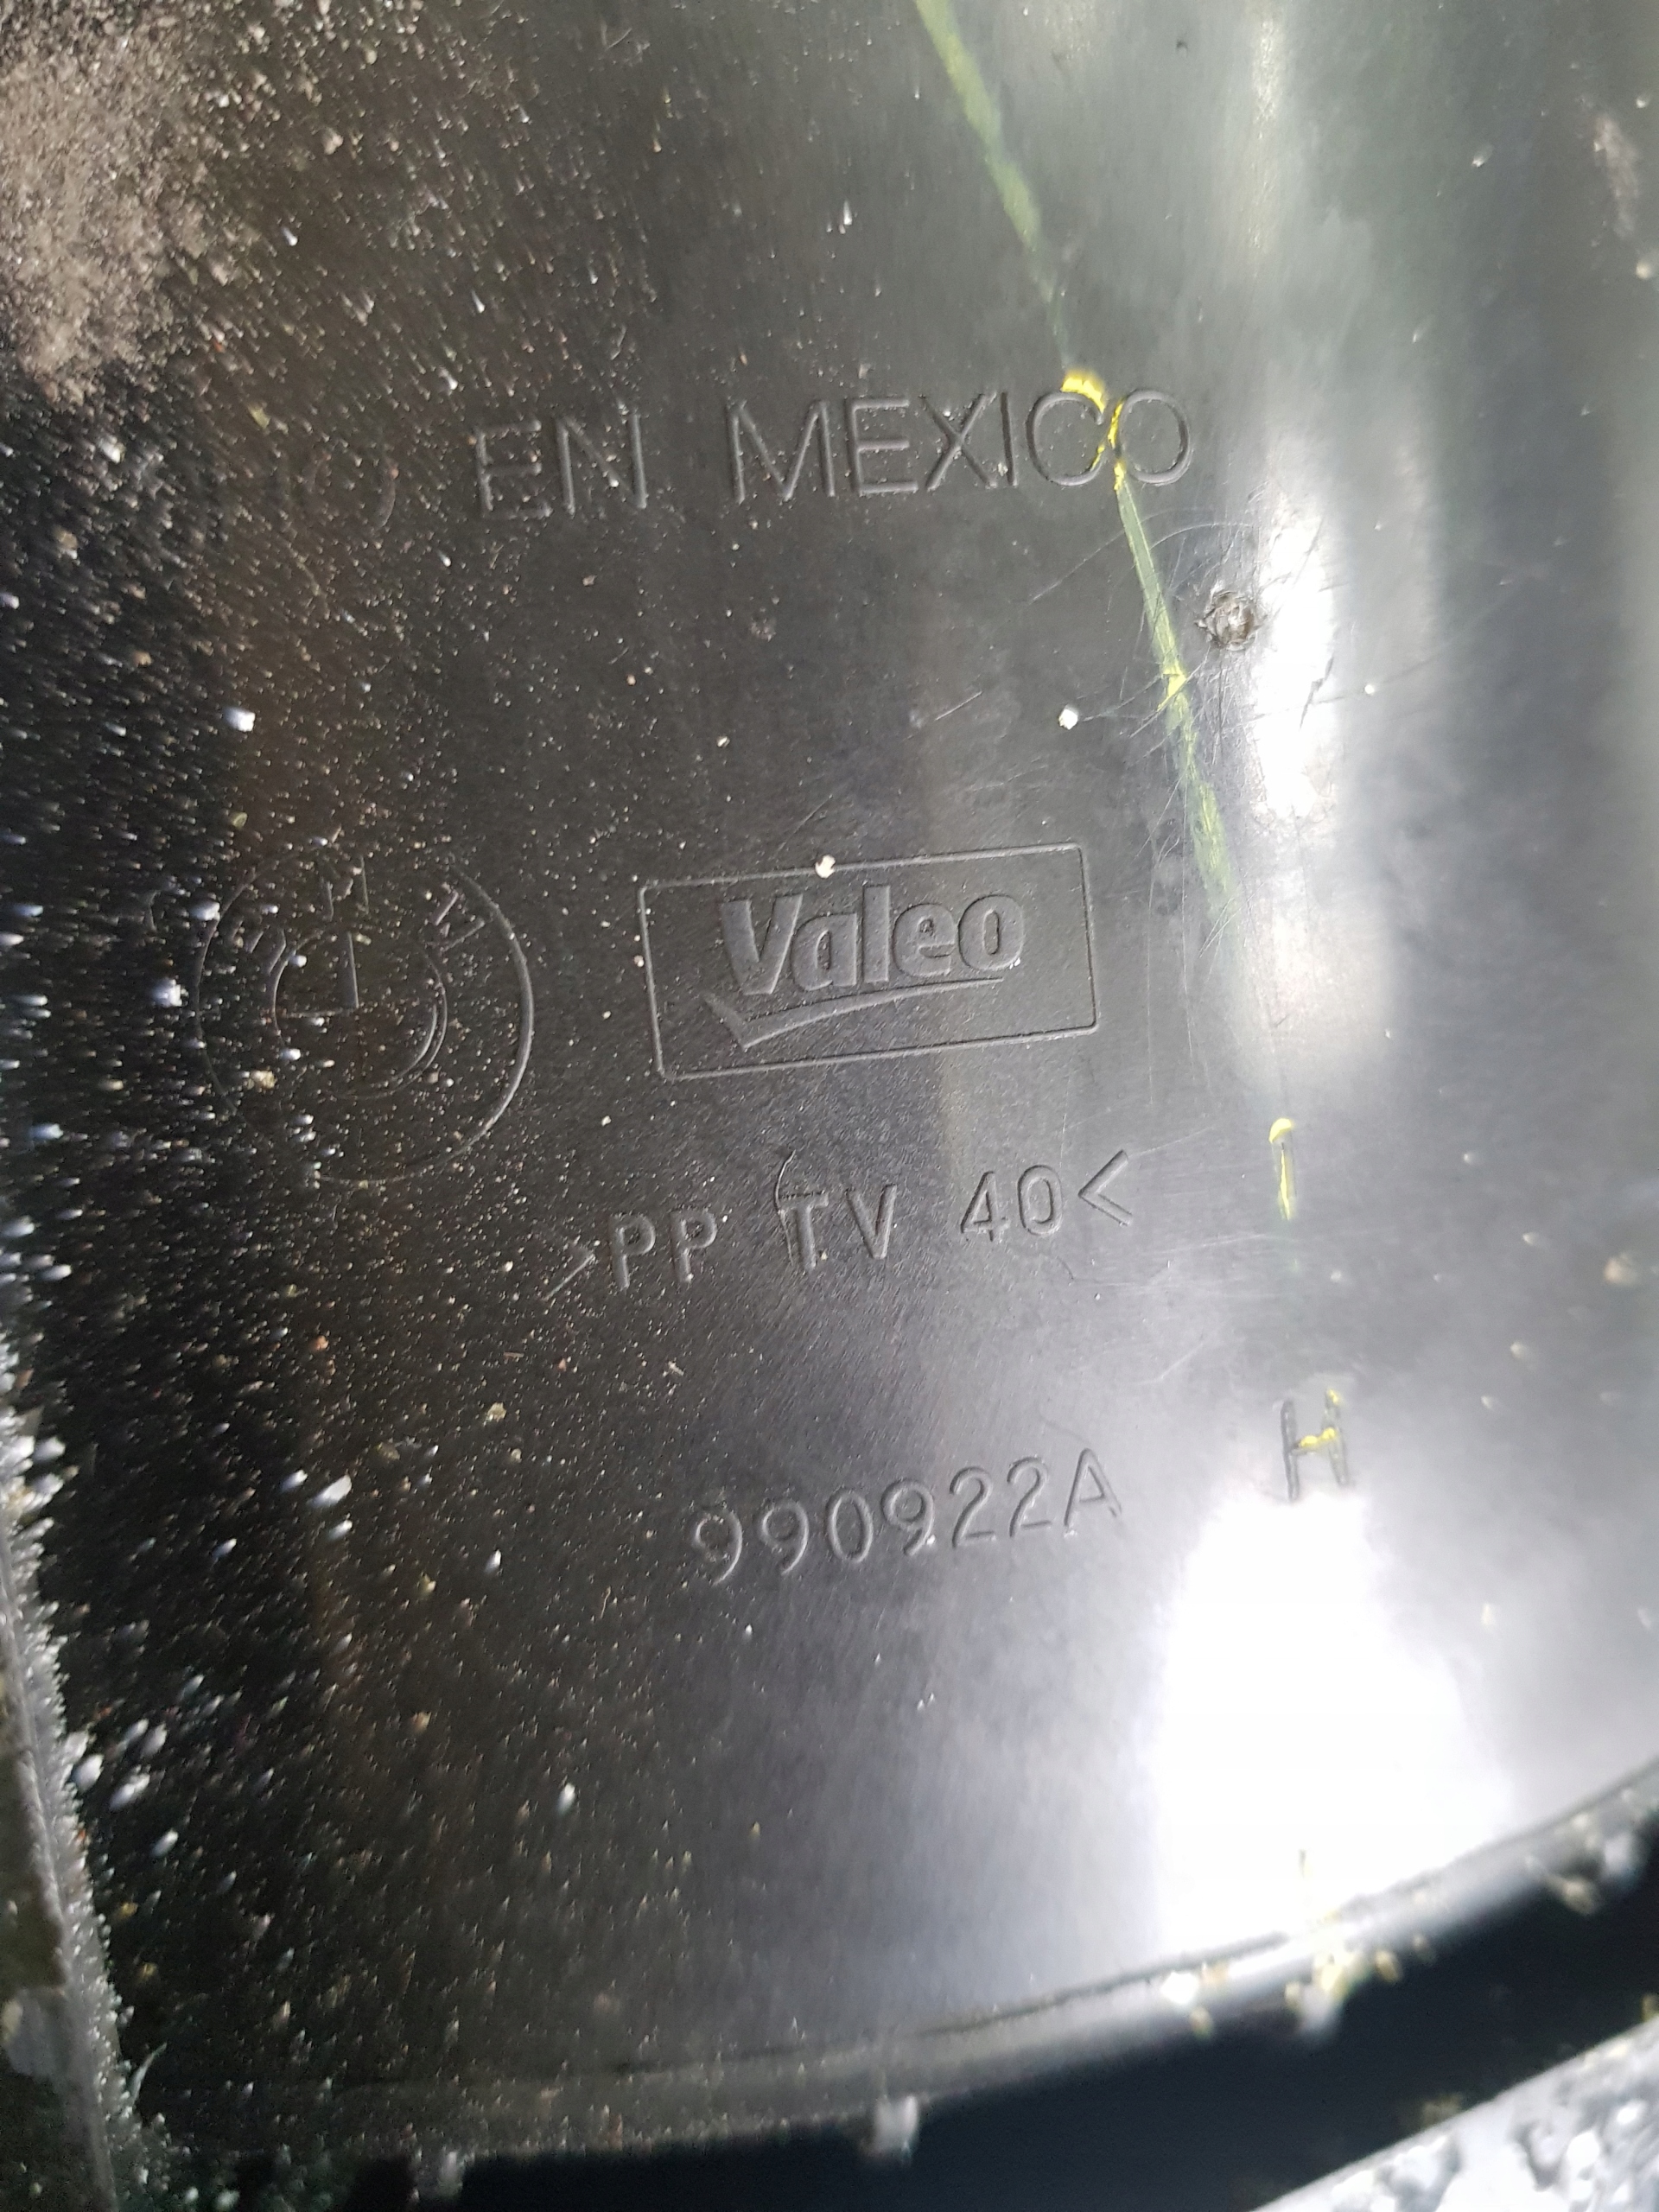 EN MEXICO
Valeo
>PP TV 40<
990922A
H